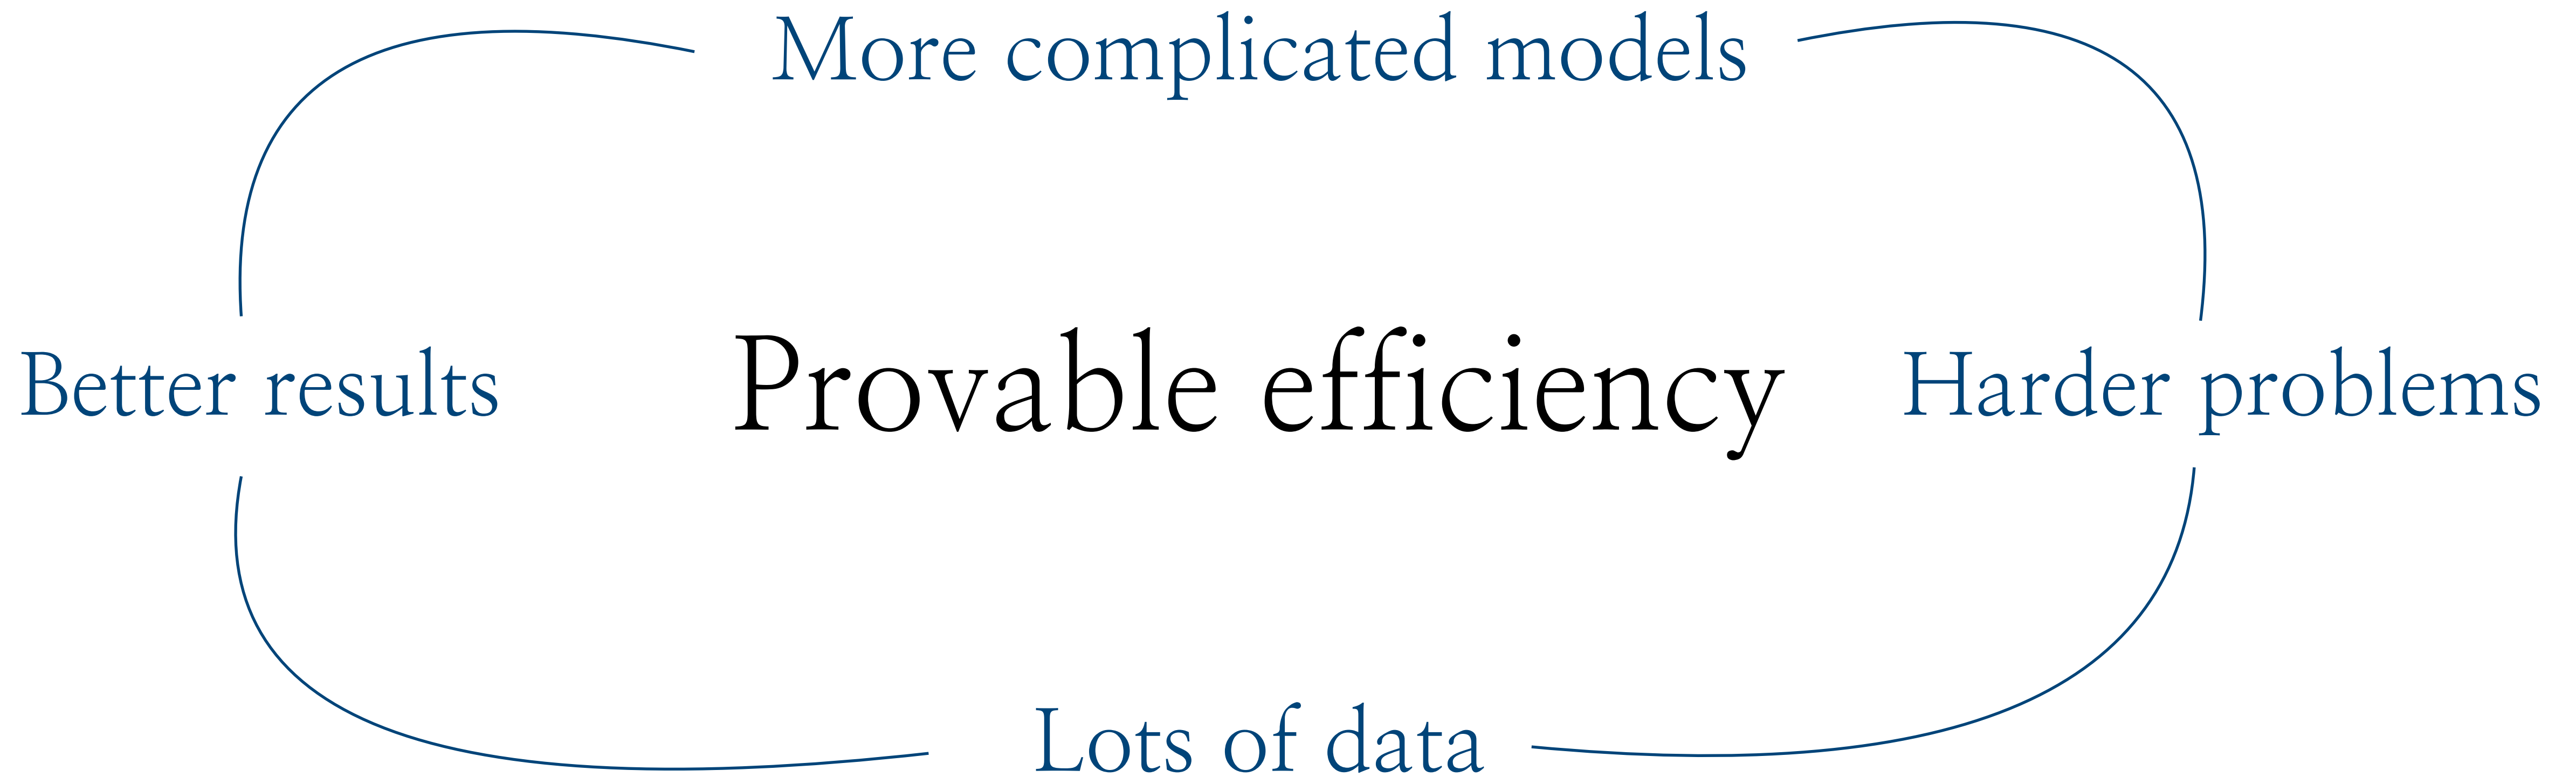 More complicated models
Better results
Provable efficiency
Harder problems
Lots of data